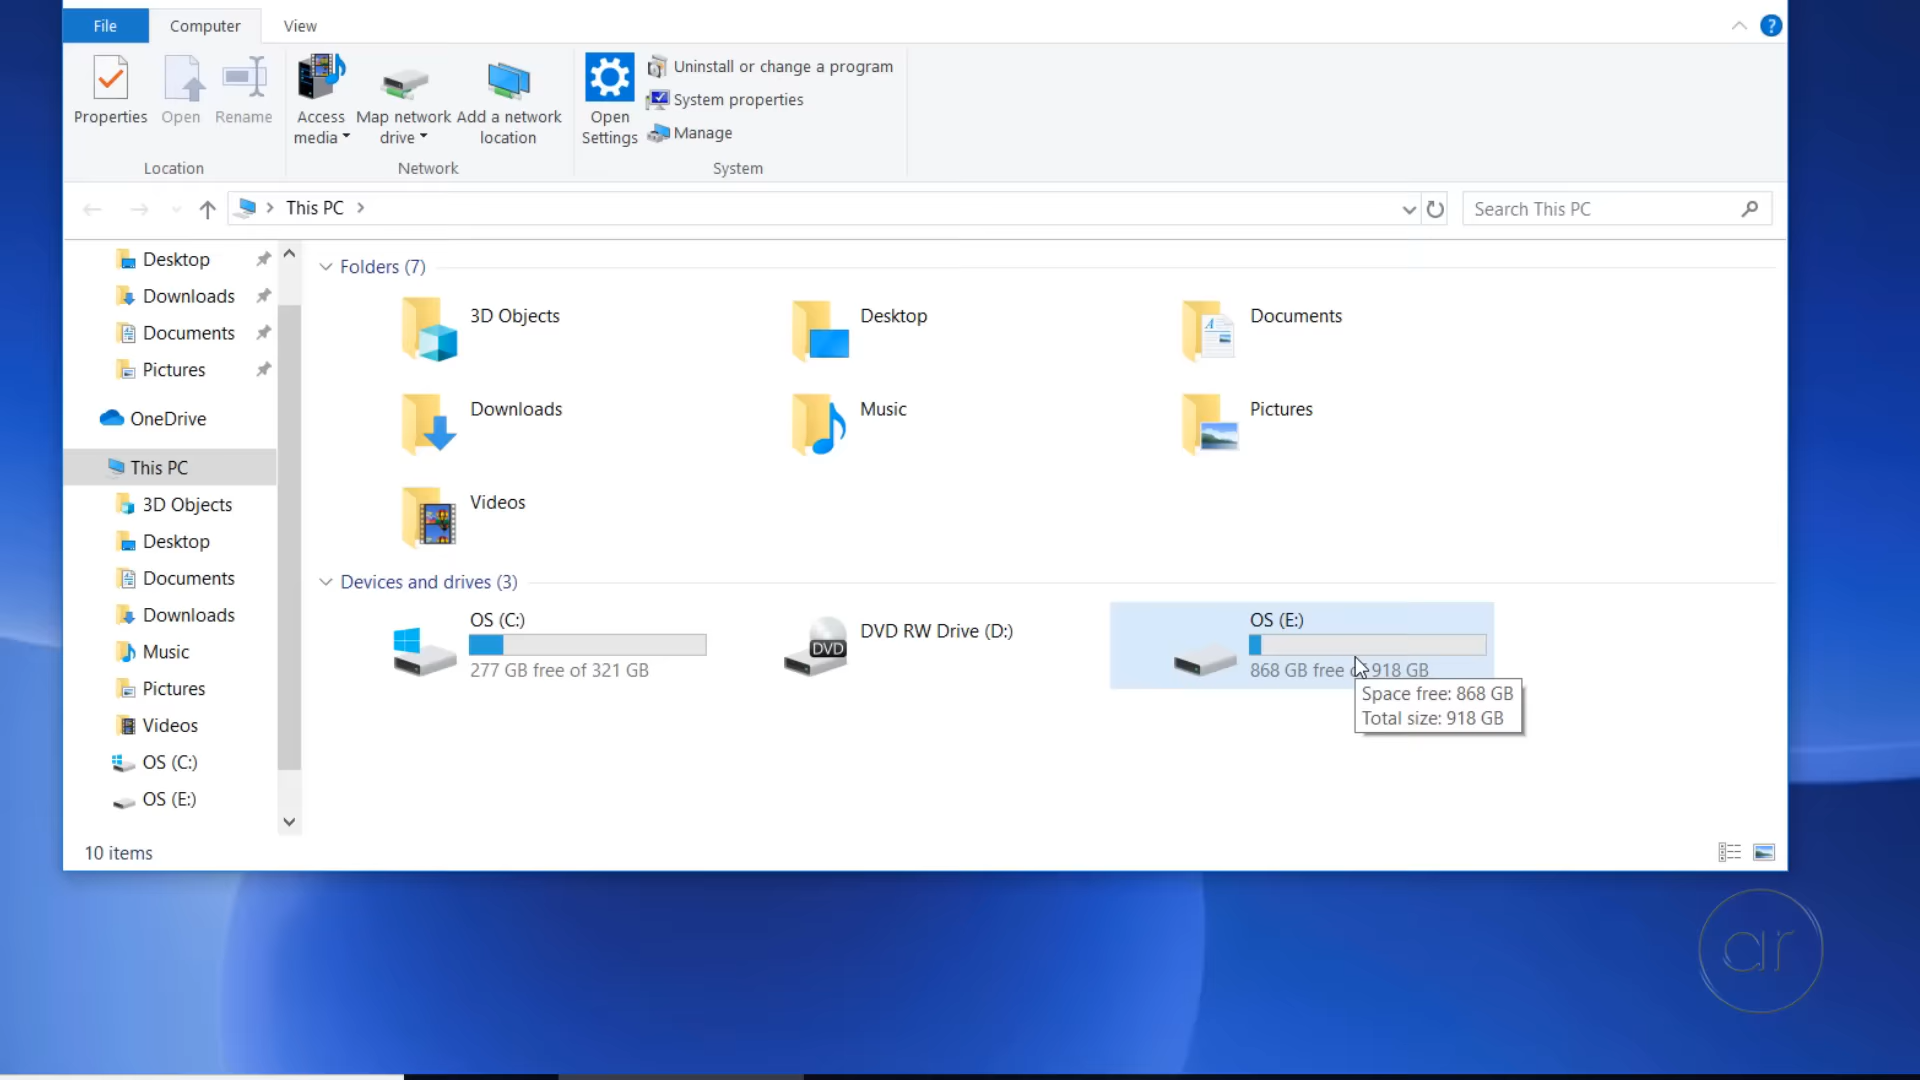 File
Computer
View
?
Properties
Open
Rename
Access
media
Map network
drive
Add a network
location
Open
Settings
Uninstall or change a program
System properties
Manage
Location
Network
System
This PC
Search This PC
Desktop
Downloads
Documents
Pictures
OneDrive
This PC
3D Objects
Desktop
Documents
Downloads
Music
Pictures
Videos
OS (C:)
OS (E:)
Folders (7)
3D Objects
Desktop
Documents
Downloads
Music
Pictures
Videos
Devices and drives (3)
OS (C:)
277 GB free of 321 GB
DVD
DVD RW Drive (D:)
OS (E:)
868 GB free 918 GB
Space free: 868 GB
Total size: 918 GB
10 items
ar